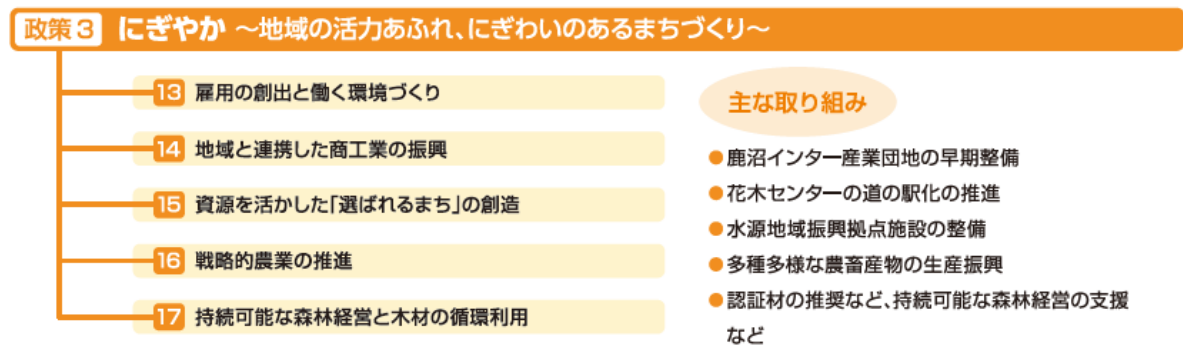 政策3 にぎやか ～地域の活力あふれ、にぎわいのあるまちづくり～
13 雇用の創出と働く環境づくり
14 地域と連携した商工業の振興
15 資源を活かした「選ばれるまち」の創造
16 戦略的農業の推進
17 持続可能な森林経営と木材の循環利用
主な取り組み
●鹿沼インター産業団地の早期整備
●花木センターの道の駅化の推進
●水源地域振興拠点施設の整備
●多種多様な農畜産物の生産振興
●認証材の推奨など、持続可能な森林経営の支援
など